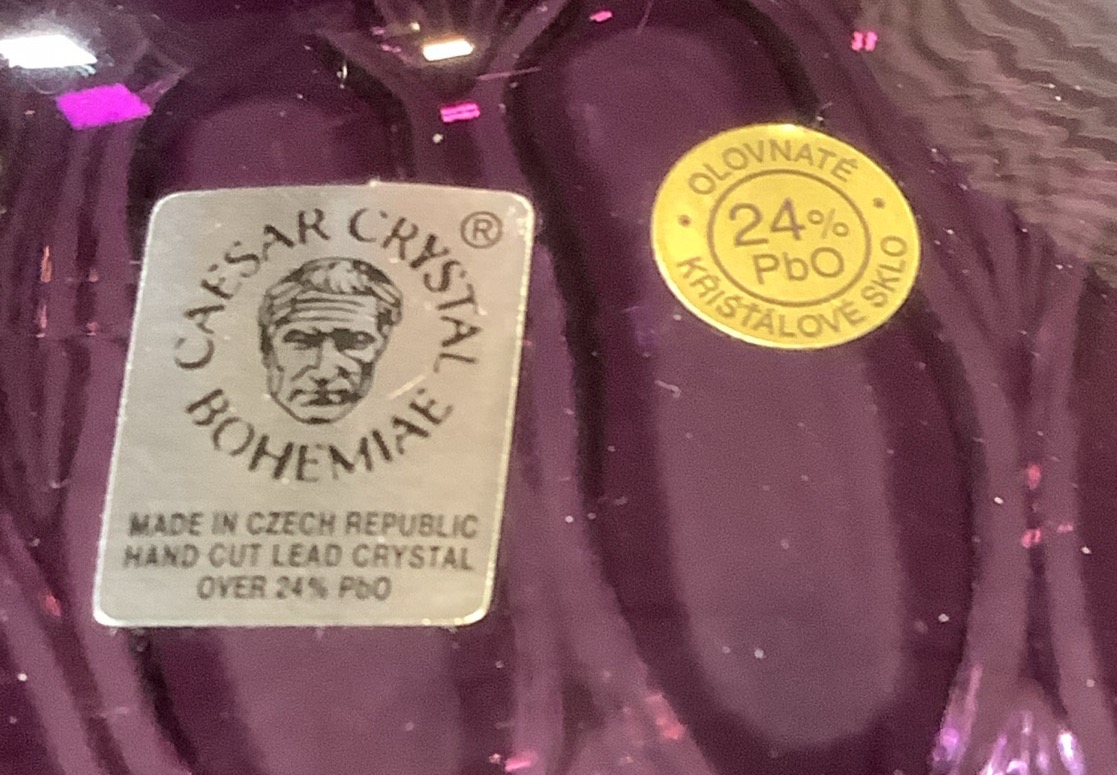 CAESAR CRYSTAL ®
BOHEMIAE
MADE IN CZECH REPUBLIC
HAND CUT LEAD CRYSTAL
OVER 24% PbO
OLOVNATÉ
24%
PbO
KŘIŠŤÁLOVÉ SKLO